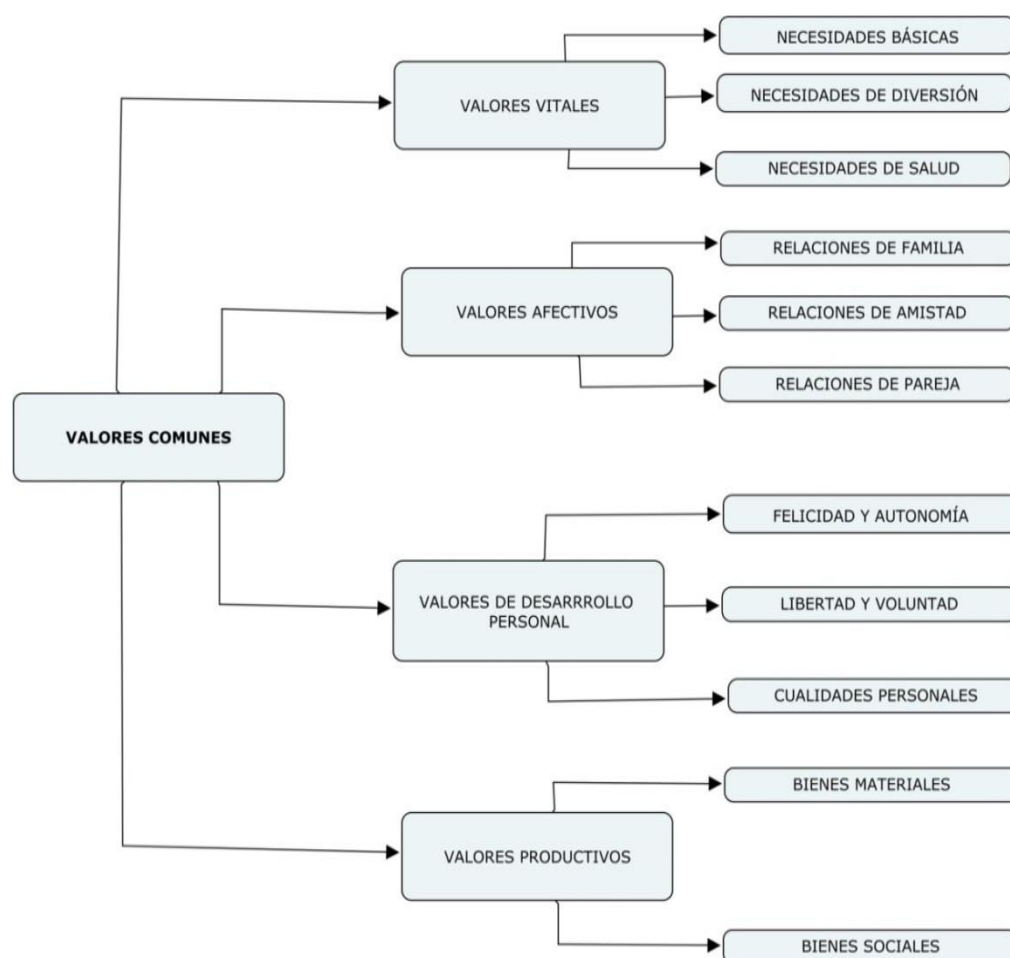 NECESIDADES BÁSICAS
VALORES VITALES
NECESIDADES DE DIVERSIÓN
NECESIDADES DE SALUD
RELACIONES DE FAMILIA
VALORES AFECTIVOS
RELACIONES DE AMISTAD
RELACIONES DE PAREJA
VALORES COMUNES
FELICIDAD Y AUTONOMÍA
VALORES DE DESARRROLLO
PERSONAL
LIBERTAD Y VOLUNTAD
CUALIDADES PERSONALES
BIENES MATERIALES
VALORES PRODUCTIVOS
BIENES SOCIALES